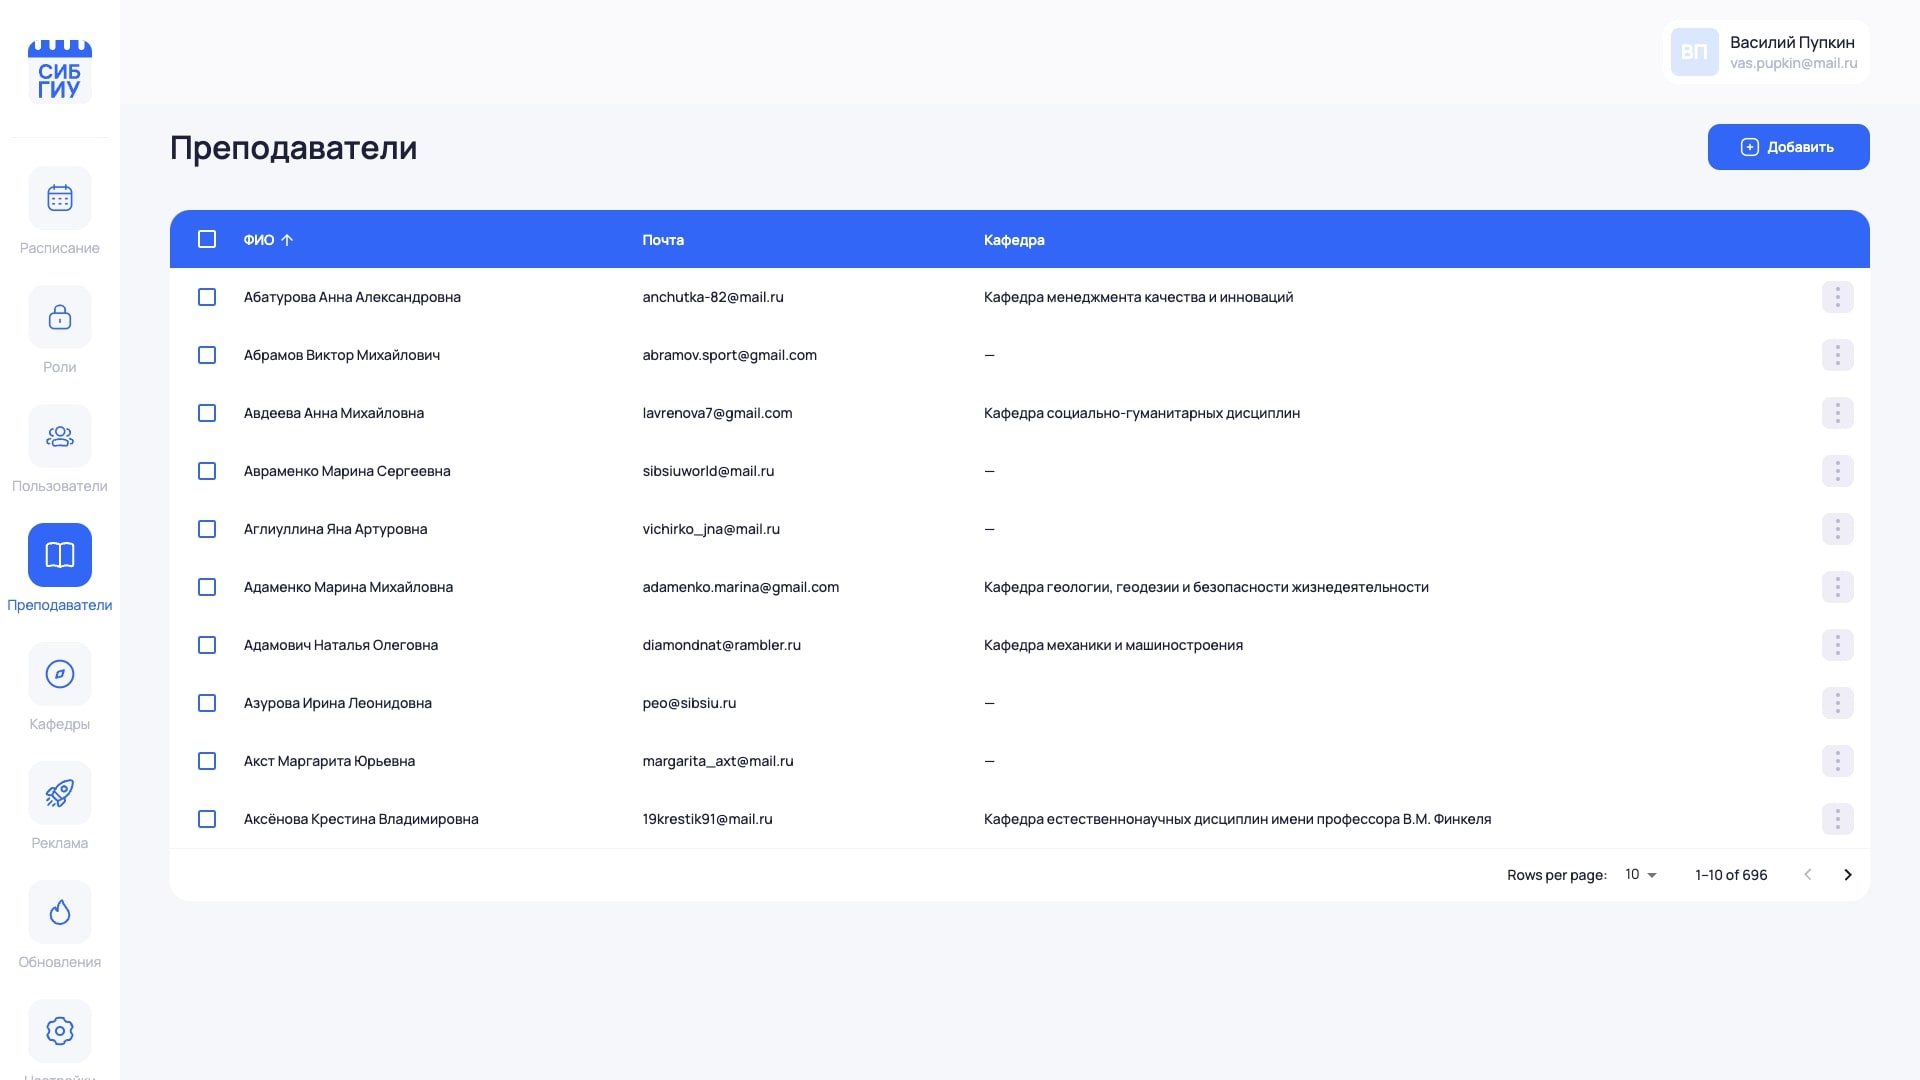 СИБ
ГИУ
Расписание
Роли
Пользователи
Преподаватели
Кафедры
Реклама
Обновления
Настройки
ВП
Василий Пупкин
vas.pupkin@mail.ru
Преподаватели
Добавить
ФИО Почта Кафедра
Абатурова Анна Александровна anchutka-82@mail.ru Кафедра менеджмента качества и инноваций
Абрамов Виктор Михайлович abramov.sport@gmail.com —
Авдеева Анна Михайловна lavrenova7@gmail.com Кафедра социально-гуманитарных дисциплин
Авраменко Марина Сергеевна sibsiuworld@mail.ru —
Аглиуллина Яна Артуровна vichirko_jna@mail.ru —
Адаменко Марина Михайловна adamenko.marina@gmail.com Кафедра геологии, геодезии и безопасности жизнедеятельности
Адамович Наталья Олеговна diamondnat@rambler.ru Кафедра механики и машиностроения
Азурова Ирина Леонидовна peo@sibsiu.ru —
Акст Маргарита Юрьевна margarita_axt@mail.ru —
Аксёнова Крестина Владимировна 19krestik91@mail.ru Кафедра естественнонаучных дисциплин имени профессора В.М. Финкеля
Rows per page: 10 1–10 of 696